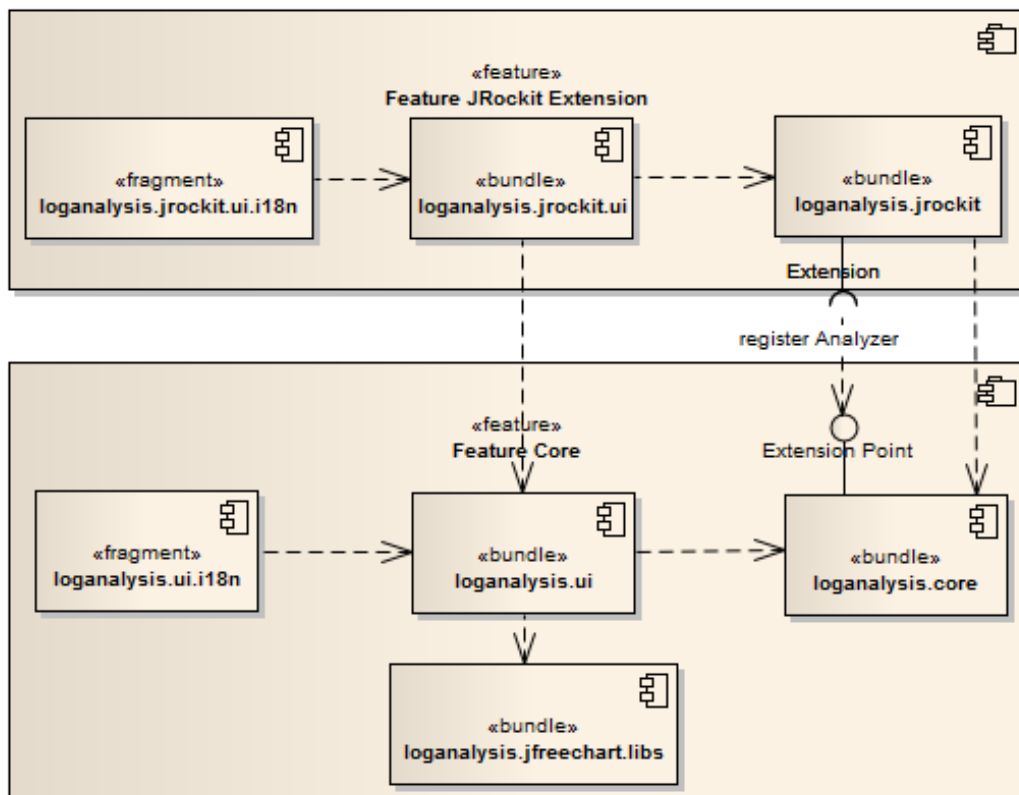 «feature»
Feature JRockit Extension
«fragment»
loganalysis.jrockit.ui.i18n
«bundle»
loganalysis.jrockit.ui
«bundle»
loganalysis.jrockit
Extension
register Analyzer
«feature»
Feature Core
Extension Point
«fragment»
loganalysis.ui.i18n
«bundle»
loganalysis.ui
«bundle»
loganalysis.core
«bundle»
loganalysis.jfreechart.libs